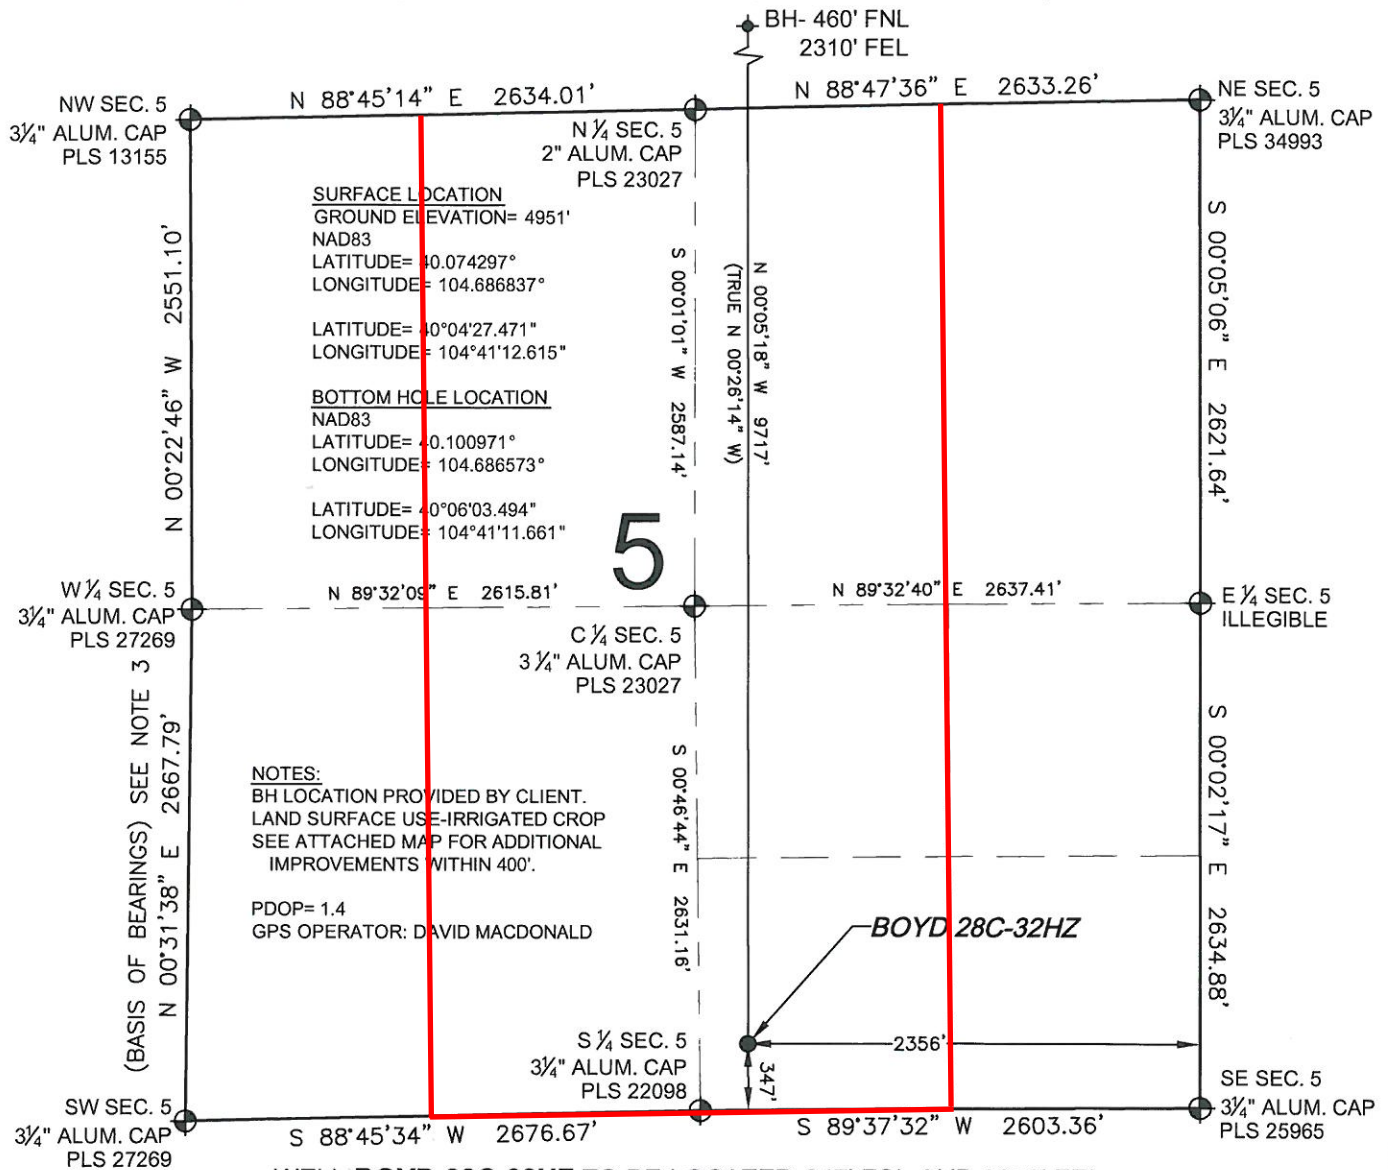 BH- 460' FNL
2310' FEL
N 88°45'14" E 2634.01'
N 88°47'36" E 2633.26'
NW SEC. 5
3¼" ALUM. CAP
PLS 13155
N ¼ SEC. 5
2" ALUM. CAP
PLS 23027
NE SEC. 5
3¼" ALUM. CAP
PLS 34993
SURFACE LOCATION
GROUND ELEVATION= 4951'
NAD83
LATITUDE= 40.074297°
LONGITUDE= 104.686837°
LATITUDE= 40°04'27.471"
LONGITUDE= 104°41'12.615"
BOTTOM HOLE LOCATION
NAD83
LATITUDE= 40.100971°
LONGITUDE= 104.686573°
LATITUDE= 40°06'03.494"
LONGITUDE= 104°41'11.661"
N 00°22'46" W 2551.10'
S 00°01'01" W 2587.14'
N 00°05'18" W 9717'
(TRUE N 00°26'14" W)
S 00°05'06" E 2621.64'
5
W ¼ SEC. 5
3¼" ALUM. CAP
PLS 27269
N 89°32'09" E 2615.81'
N 89°32'40" E 2637.41'
E ¼ SEC. 5
ILLEGIBLE
C ¼ SEC. 5
3 ¼" ALUM. CAP
PLS 23027
(BASIS OF BEARINGS) SEE NOTE 3
N 00°31'38" E 2667.79'
NOTES:
BH LOCATION PROVIDED BY CLIENT.
LAND SURFACE USE-IRRIGATED CROP
SEE ATTACHED MAP FOR ADDITIONAL
IMPROVEMENTS WITHIN 400'.
PDOP= 1.4
GPS OPERATOR: DAVID MACDONALD
S 00°46'44" E 2631.16'
S 00°02'17" E 2634.88'
BOYD 28C-32HZ
2356'
347'
S ¼ SEC. 5
3¼" ALUM. CAP
PLS 22098
SW SEC. 5
3¼" ALUM. CAP
PLS 27269
S 88°45'34" W 2676.67'
S 89°37'32" W 2603.36'
SE SEC. 5
3¼" ALUM. CAP
PLS 25965